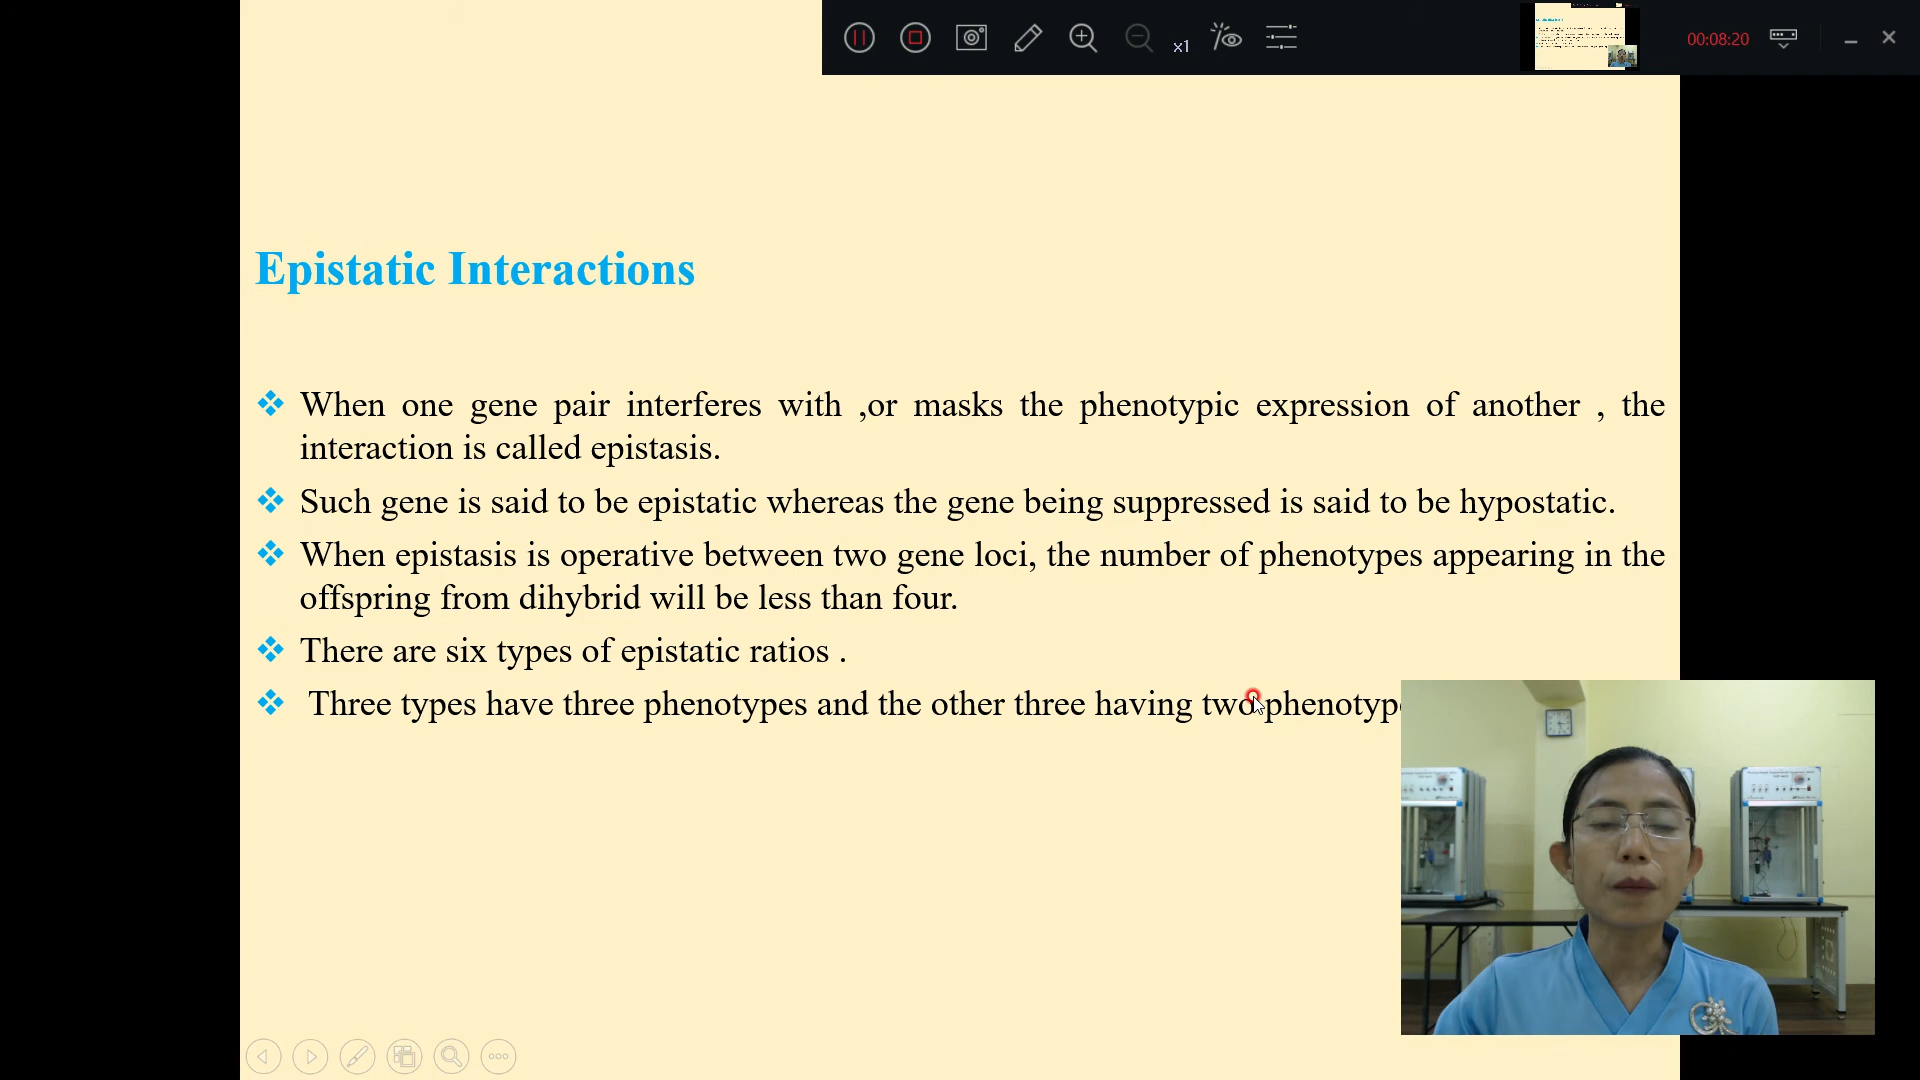 x1
00:08:20
Epistatic Interactions
When one gene pair interferes with ,or masks the phenotypic expression of another , the
interaction is called epistasis.
Such gene is said to be epistatic whereas the gene being suppressed is said to be hypostatic.
When epistasis is operative between two gene loci, the number of phenotypes appearing in the
offspring from dihybrid will be less than four.
There are six types of epistatic ratios .
Three types have three phenotypes and the other three having two